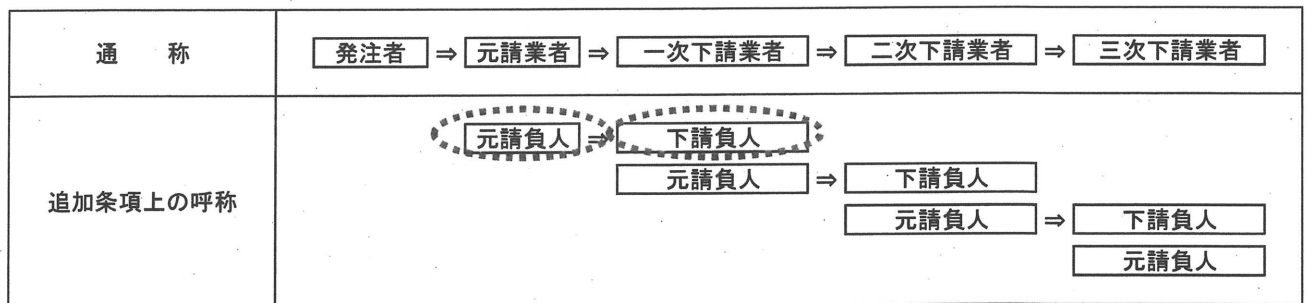 通　称
発注者 ⇒ 元請業者 ⇒ 一次下請業者 ⇒ 二次下請業者 ⇒ 三次下請業者
追加条項上の呼称
元請負人 ⇒ 下請負人
元請負人 ⇒ 下請負人
元請負人 ⇒ 下請負人
元請負人